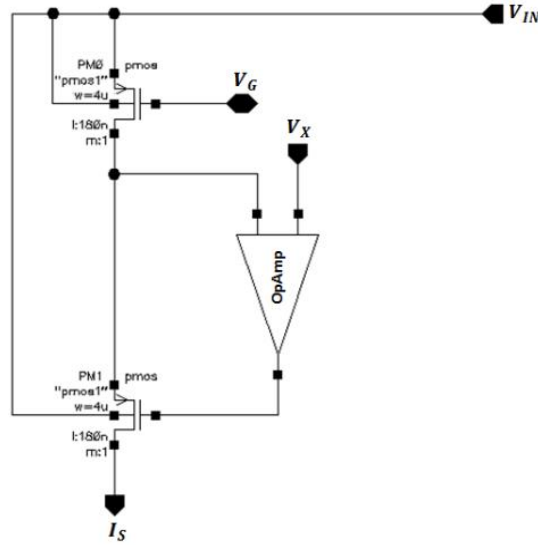 V_IN
PM0 pmos
"pmos1"
w=4u
V_G
l:180n
m:1
V_X
OpAmp
PM1 pmos
"pmos1"
w=4u
l:180n
m:1
I_S